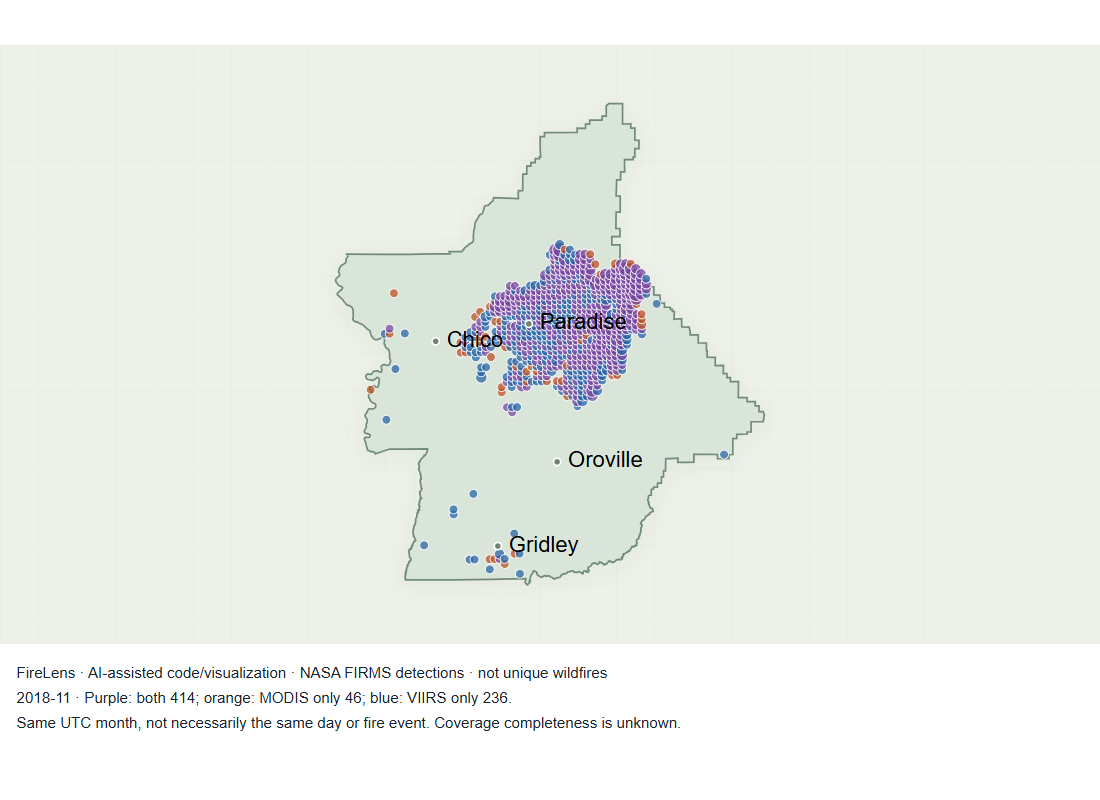 Paradise
Chico
Oroville
Gridley
FireLens · AI-assisted code/visualization · NASA FIRMS detections · not unique wildfires
2018-11 · Purple: both 414; orange: MODIS only 46; blue: VIIRS only 236.
Same UTC month, not necessarily the same day or fire event. Coverage completeness is unknown.